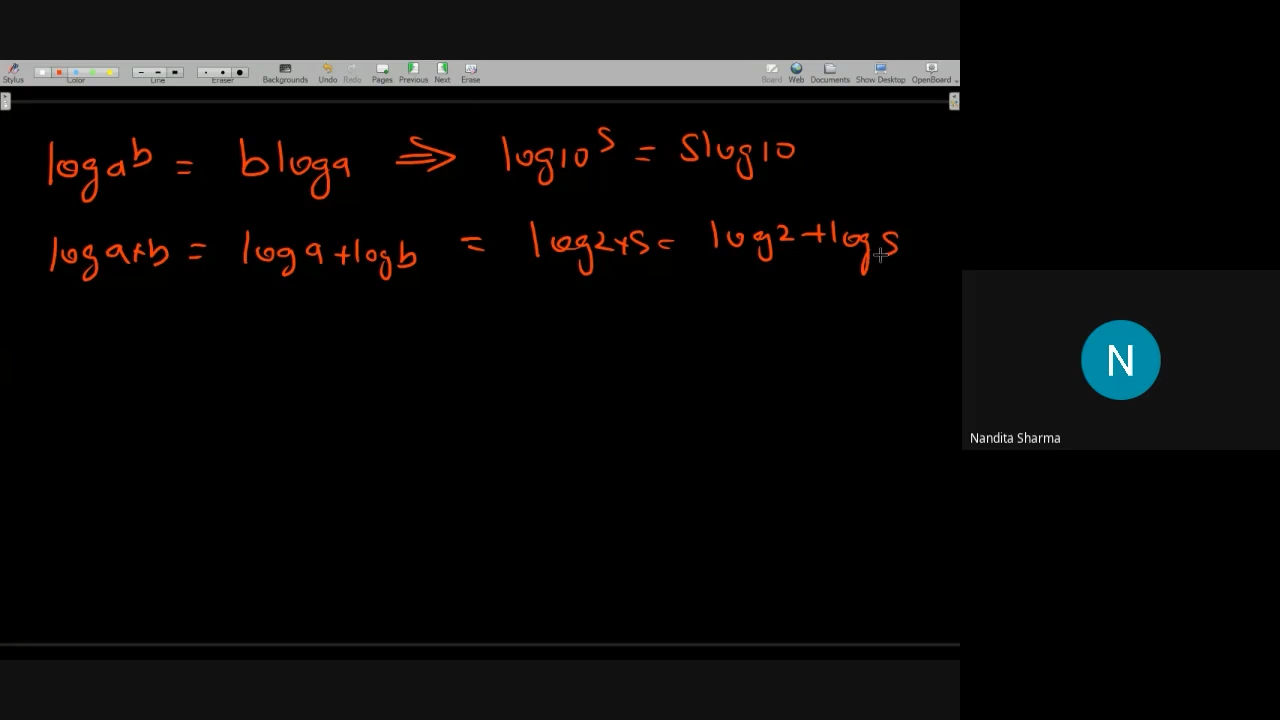 Stylus Color Line Eraser Backgrounds Undo Redo Pages Previous Next Erase Board Web Documents Show Desktop OpenBoard
log a^b = b log a ⇒ log 10^5 = 5 log 10
log a×b = log a + log b = log 2×5 = log 2 + log 5
N
Nandita Sharma